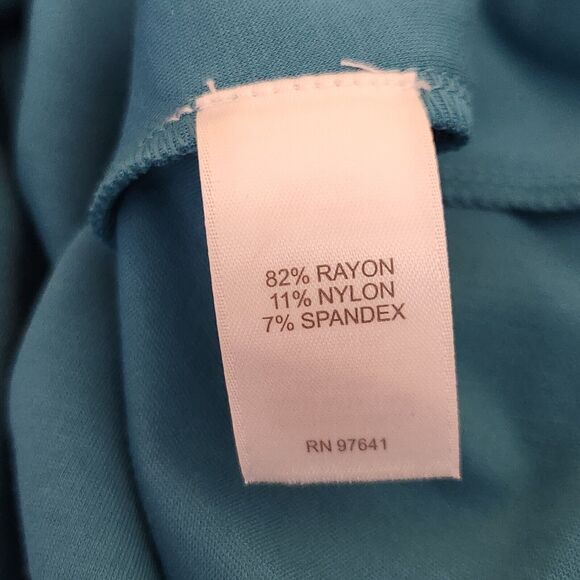 82% RAYON
11% NYLON
7% SPANDEX
RN 97641